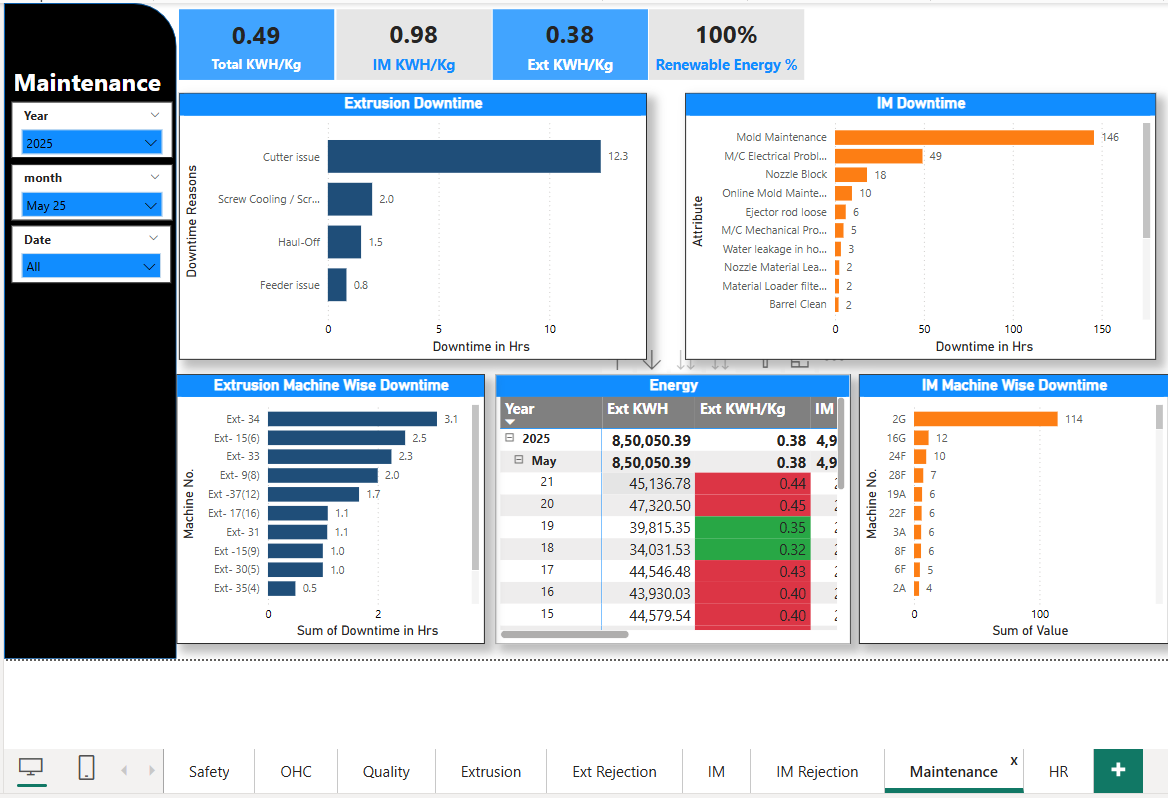 Maintenance
Year
2025
month
May 25
Date
All
0.49
Total KWH/Kg
0.98
IM KWH/Kg
0.38
Ext KWH/Kg
100%
Renewable Energy %
Extrusion Downtime
Downtime Reasons
Cutter issue 12.3
Screw Cooling / Scr... 2.0
Haul-Off 1.5
Feeder issue 0.8
0 5 10
Downtime in Hrs
IM Downtime
Attribute
Mold Maintenance 146
M/C Electrical Probl... 49
Nozzle Block 18
Online Mold Mainte... 10
Ejector rod loose 6
M/C Mechanical Pro... 5
Water leakage in ho... 3
Nozzle Material Lea... 2
Material Loader filte... 2
Barrel Clean 2
0 50 100 150
Downtime in Hrs
Extrusion Machine Wise Downtime
Machine No.
Ext- 34 3.1
Ext- 15(6) 2.5
Ext- 33 2.3
Ext- 9(8) 2.0
Ext -37(12) 1.7
Ext- 17(16) 1.1
Ext- 31 1.1
Ext -15(9) 1.0
Ext- 30(5) 1.0
Ext- 35(4) 0.5
0 2
Sum of Downtime in Hrs
Energy
Year Ext KWH Ext KWH/Kg IM
2025 8,50,050.39 0.38 4,9
May 8,50,050.39 0.38 4,9
21 45,136.78 0.44
20 47,320.50 0.45
19 39,815.35 0.35
18 34,031.53 0.32
17 44,546.48 0.43
16 43,930.03 0.40
15 44,579.54 0.40
IM Machine Wise Downtime
Machine No.
2G 114
16G 12
24F 10
28F 7
19A 6
22F 6
3A 6
8F 6
6F 5
2A 4
0 100
Sum of Value
Safety
OHC
Quality
Extrusion
Ext Rejection
IM
IM Rejection
Maintenance x
HR
+